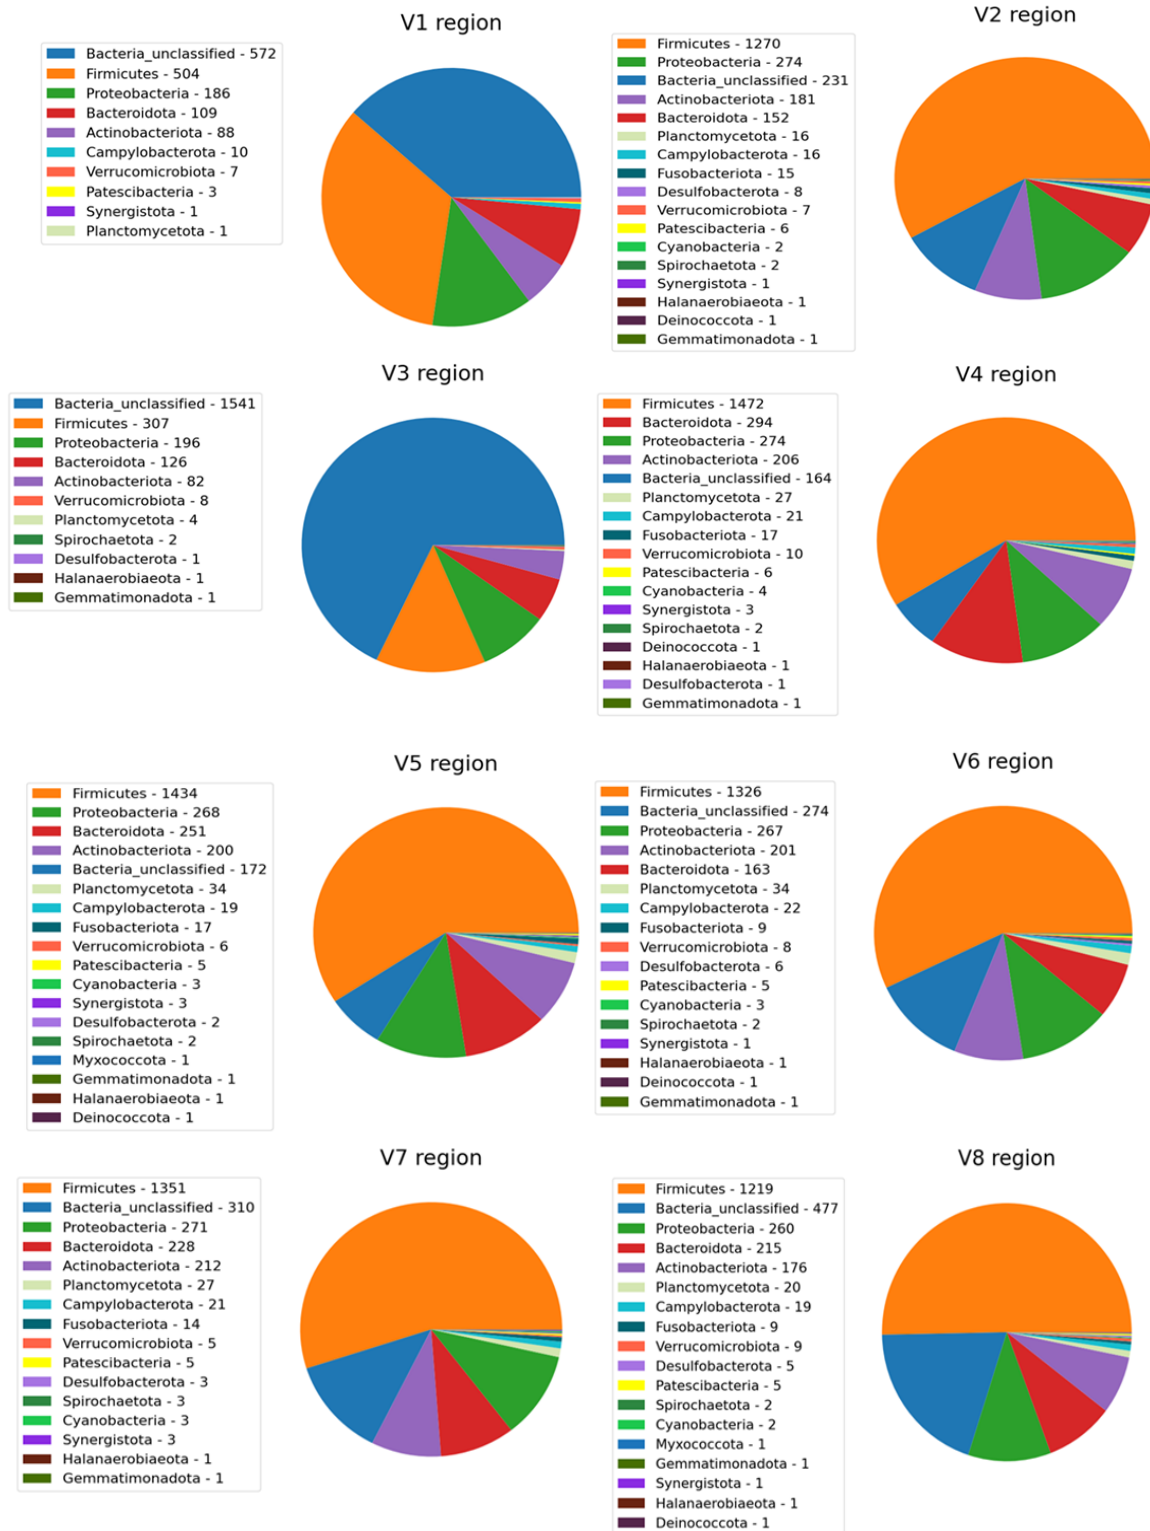 V1 region
Bacteria_unclassified - 572
Firmicutes - 504
Proteobacteria - 186
Bacteroidota - 109
Actinobacteriota - 88
Campylobacterota - 10
Verrucomicrobiota - 7
Patescibacteria - 3
Synergistota - 1
Planctomycetota - 1
V2 region
Firmicutes - 1270
Proteobacteria - 274
Bacteria_unclassified - 231
Actinobacteriota - 181
Bacteroidota - 152
Planctomycetota - 16
Campylobacterota - 16
Fusobacteriota - 15
Desulfobacterota - 8
Verrucomicrobiota - 7
Patescibacteria - 6
Cyanobacteria - 2
Spirochaetota - 2
Synergistota - 1
Halanaerobiaeota - 1
Deinococcota - 1
Gemmatimonadota - 1
V3 region
Bacteria_unclassified - 1541
Firmicutes - 307
Proteobacteria - 196
Bacteroidota - 126
Actinobacteriota - 82
Verrucomicrobiota - 8
Planctomycetota - 4
Spirochaetota - 2
Desulfobacterota - 1
Halanaerobiaeota - 1
Gemmatimonadota - 1
V4 region
Firmicutes - 1472
Bacteroidota - 294
Proteobacteria - 274
Actinobacteriota - 206
Bacteria_unclassified - 164
Planctomycetota - 27
Campylobacterota - 21
Fusobacteriota - 17
Verrucomicrobiota - 10
Patescibacteria - 6
Cyanobacteria - 4
Synergistota - 3
Spirochaetota - 2
Deinococcota - 1
Halanaerobiaeota - 1
Desulfobacterota - 1
Gemmatimonadota - 1
V5 region
Firmicutes - 1434
Proteobacteria - 268
Bacteroidota - 251
Actinobacteriota - 200
Bacteria_unclassified - 172
Planctomycetota - 34
Campylobacterota - 19
Fusobacteriota - 17
Verrucomicrobiota - 6
Patescibacteria - 5
Cyanobacteria - 3
Synergistota - 3
Desulfobacterota - 2
Spirochaetota - 2
Myxococcota - 1
Gemmatimonadota - 1
Halanaerobiaeota - 1
Deinococcota - 1
V6 region
Firmicutes - 1326
Bacteria_unclassified - 274
Proteobacteria - 267
Actinobacteriota - 201
Bacteroidota - 163
Planctomycetota - 34
Campylobacterota - 22
Fusobacteriota - 9
Verrucomicrobiota - 8
Desulfobacterota - 6
Patescibacteria - 5
Cyanobacteria - 3
Spirochaetota - 2
Synergistota - 1
Halanaerobiaeota - 1
Deinococcota - 1
Gemmatimonadota - 1
V7 region
Firmicutes - 1351
Bacteria_unclassified - 310
Proteobacteria - 271
Bacteroidota - 228
Actinobacteriota - 212
Planctomycetota - 27
Campylobacterota - 21
Fusobacteriota - 14
Verrucomicrobiota - 5
Patescibacteria - 5
Desulfobacterota - 3
Spirochaetota - 3
Cyanobacteria - 3
Synergistota - 3
Halanaerobiaeota - 1
Gemmatimonadota - 1
V8 region
Firmicutes - 1219
Bacteria_unclassified - 477
Proteobacteria - 260
Bacteroidota - 215
Actinobacteriota - 176
Planctomycetota - 20
Campylobacterota - 19
Fusobacteriota - 9
Verrucomicrobiota - 9
Desulfobacterota - 5
Patescibacteria - 5
Spirochaetota - 2
Cyanobacteria - 2
Myxococcota - 1
Gemmatimonadota - 1
Synergistota - 1
Halanaerobiaeota - 1
Deinococcota - 1